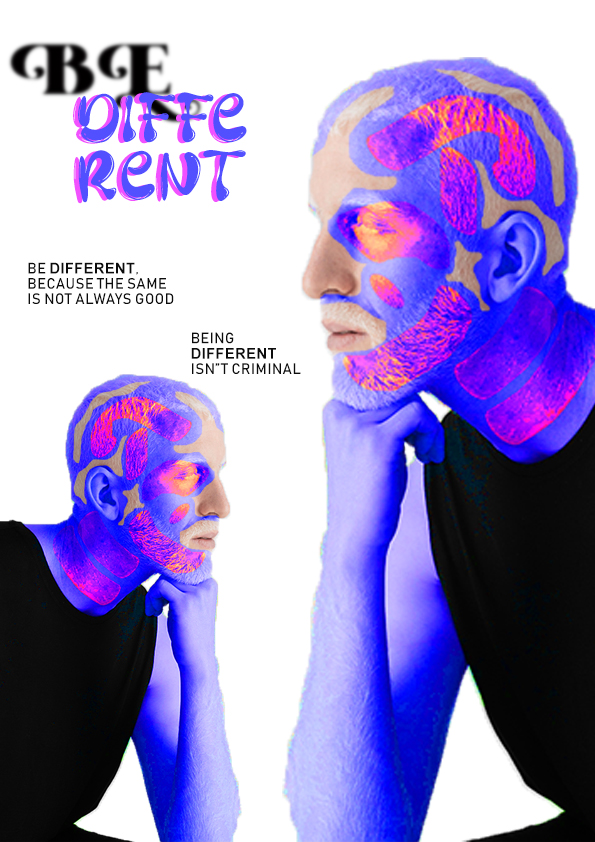 BE
DIFFE
RENT
BE DIFFERENT,
BECAUSE THE SAME
IS NOT ALWAYS GOOD
BEING
DIFFERENT
ISN"T CRIMINAL